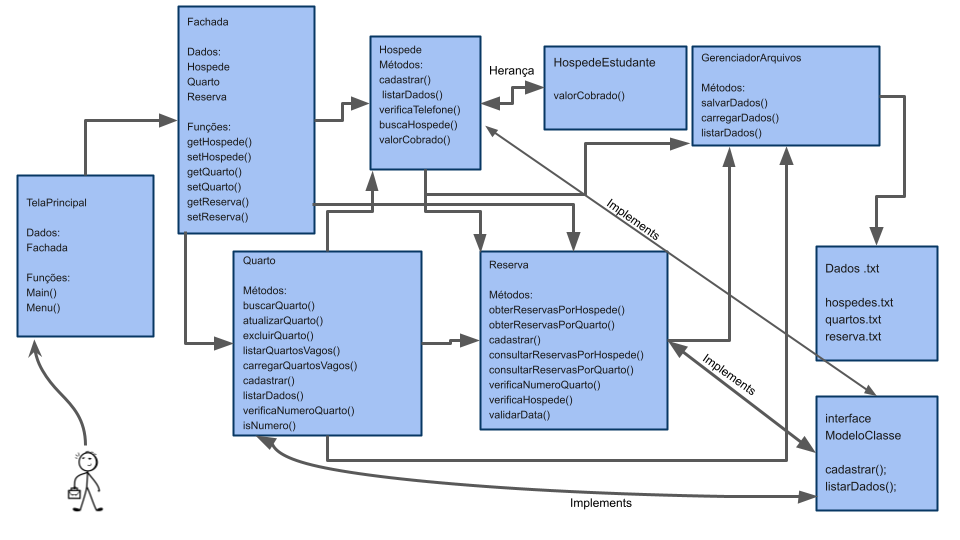 TelaPrincipal
Dados:
Fachada
Funções:
Main()
Menu()
Fachada
Dados:
Hospede
Quarto
Reserva
Funções:
getHospede()
setHospede()
getQuarto()
setQuarto()
getReserva()
setReserva()
Hospede
Métodos:
cadastrar()
listarDados()
verificaTelefone()
buscaHospede()
valorCobrado()
Herança
HospedeEstudante
valorCobrado()
GerenciadorArquivos
Métodos:
salvarDados()
carregarDados()
listarDados()
Implements
Quarto
Métodos:
buscarQuarto()
atualizarQuarto()
excluirQuarto()
listarQuartosVagos()
carregarQuartosVagos()
cadastrar()
listarDados()
verificaNumeroQuarto()
isNumero()
Reserva
Métodos:
obterReservasPorHospede()
obterReservasPorQuarto()
cadastrar()
consultarReservasPorHospede()
consultarReservasPorQuarto()
verificaNumeroQuarto()
verificaHospede()
validarData()
Implements
Dados .txt
hospedes.txt
quartos.txt
reserva.txt
interface
ModeloClasse
cadastrar();
listarDados();
Implements